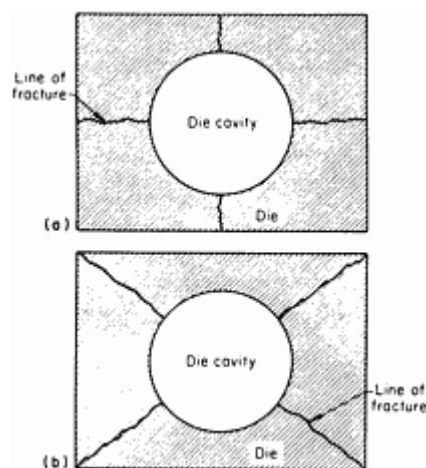 Line of
fracture
Die cavity
Die
(a)
Die cavity
Line of
fracture
Die
(b)